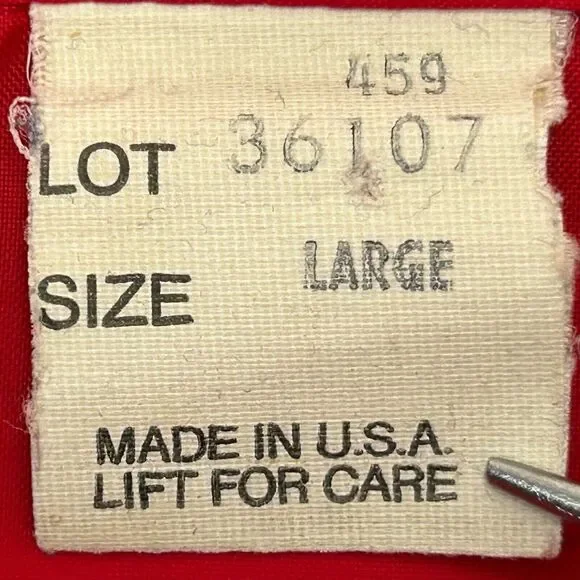 459
LOT 36107
SIZE LARGE
MADE IN U.S.A.
LIFT FOR CARE